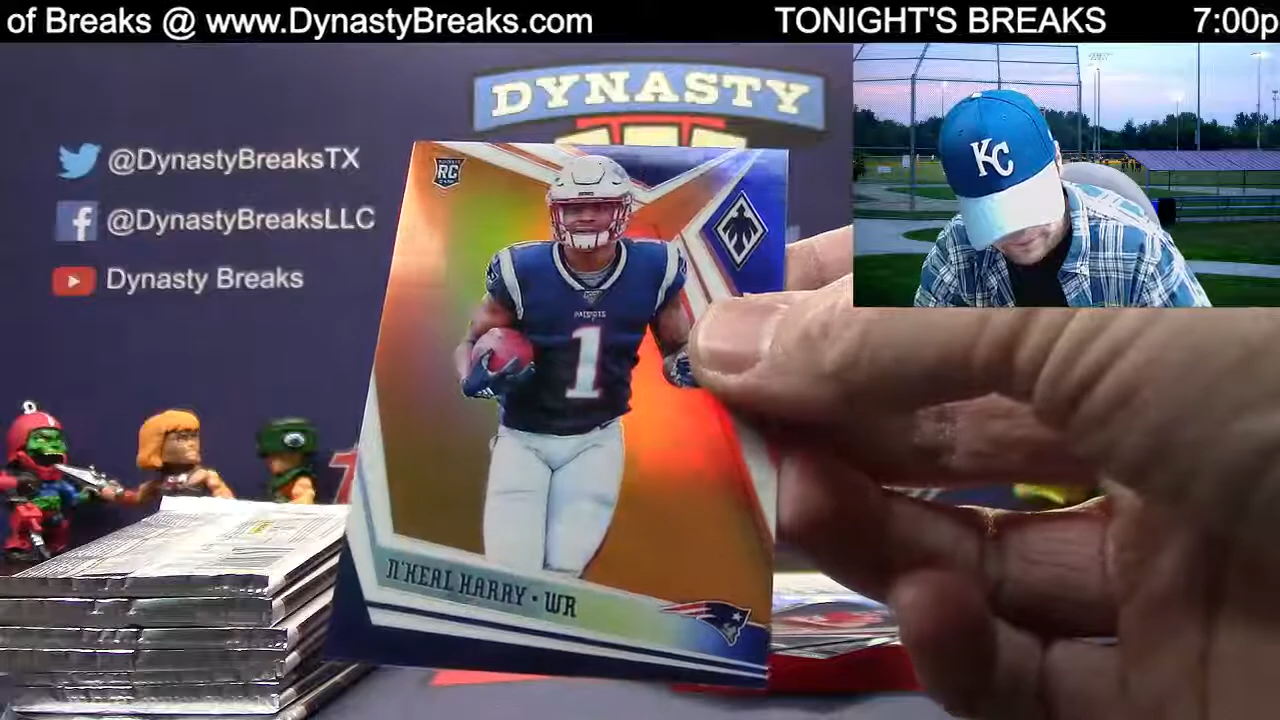 of Breaks @ www.DynastyBreaks.com TONIGHT'S BREAKS 7:00p
DYNASTY
@DynastyBreaksTX
@DynastyBreaksLLC
Dynasty Breaks
RC
KC
PATRIOTS
1
N'KEAL HARRY · WR